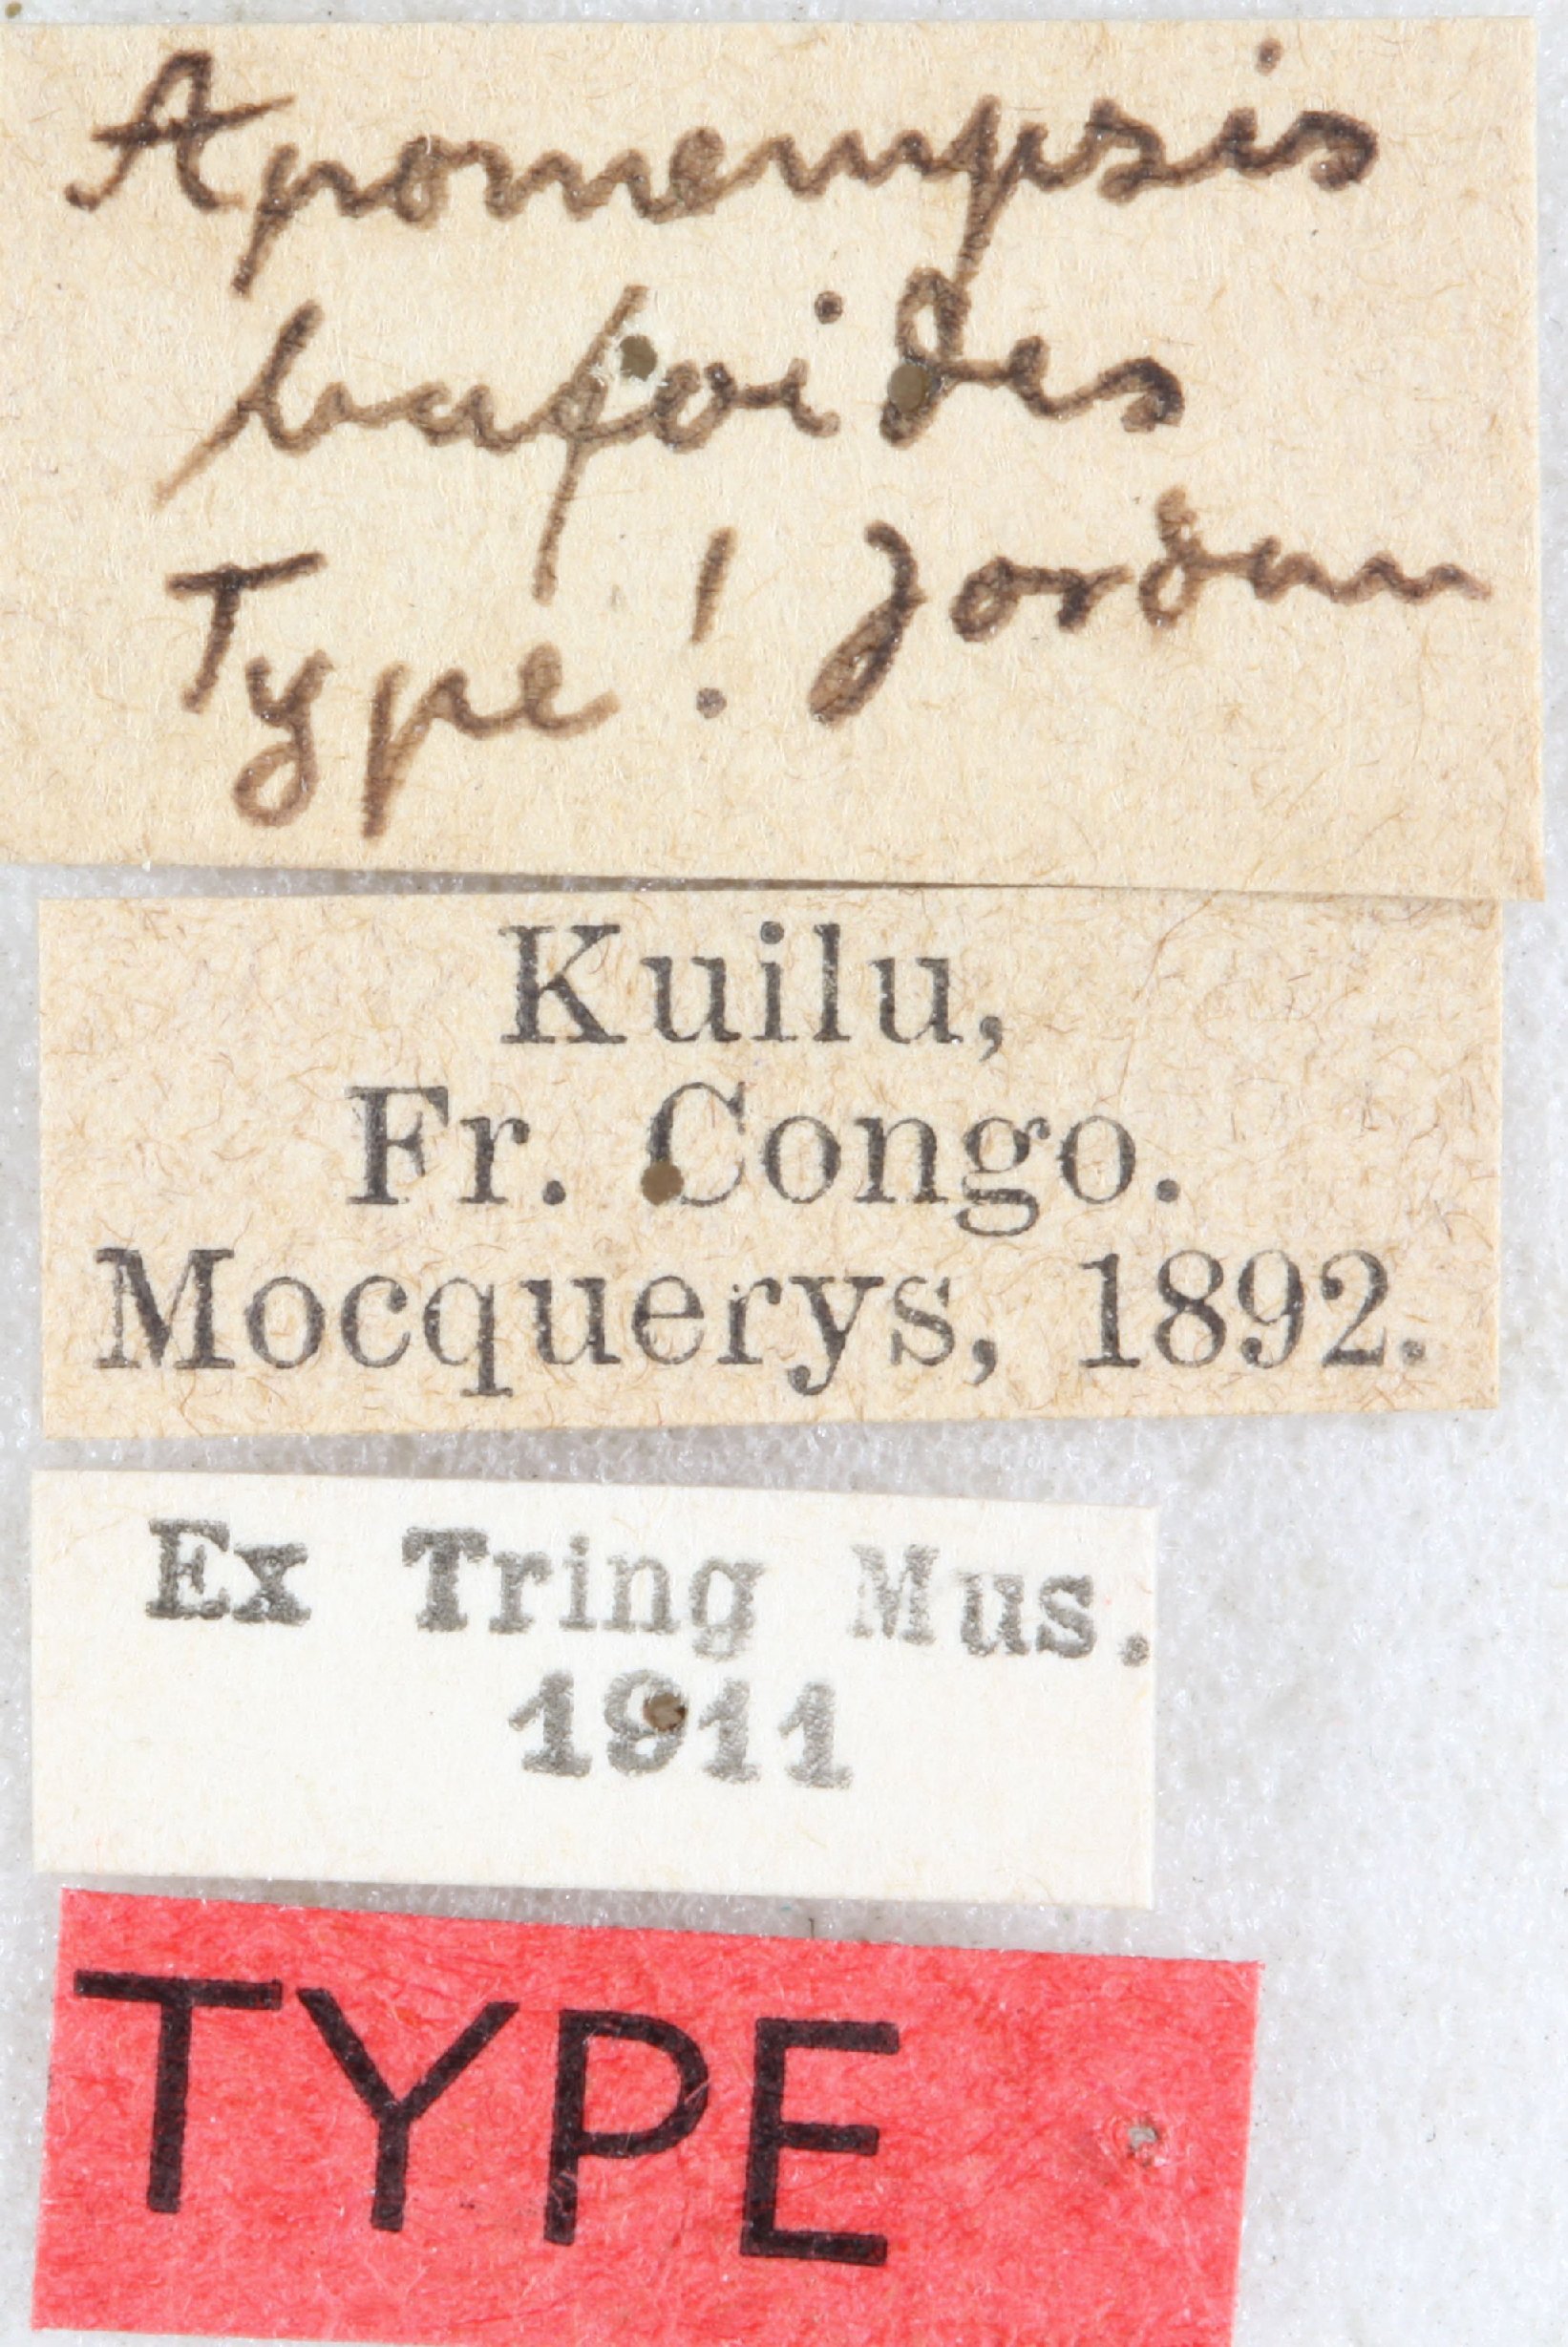 Apomempsis
bufoides
Type! Jordan
Kuilu,
Fr. Congo.
Mocquerys, 1892.
Ex Tring Mus.
1911
TYPE